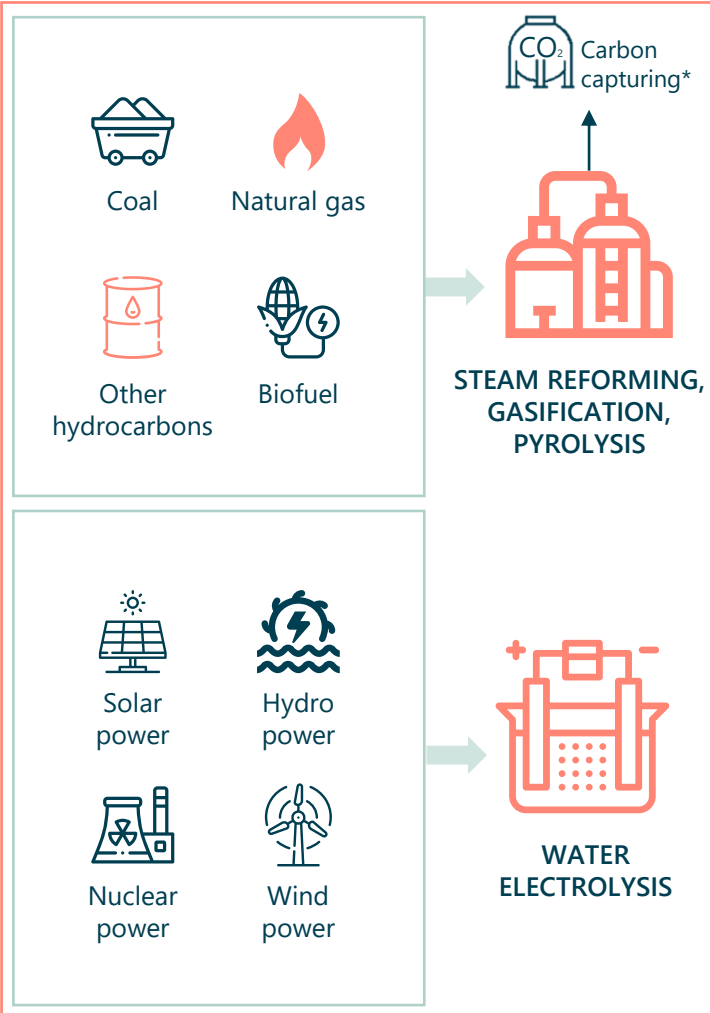 CO₂ Carbon
capturing*
Coal
Natural gas
Other
hydrocarbons
Biofuel
STEAM REFORMING,
GASIFICATION,
PYROLYSIS
Solar
power
Hydro
power
+
−
Nuclear
power
Wind
power
WATER
ELECTROLYSIS